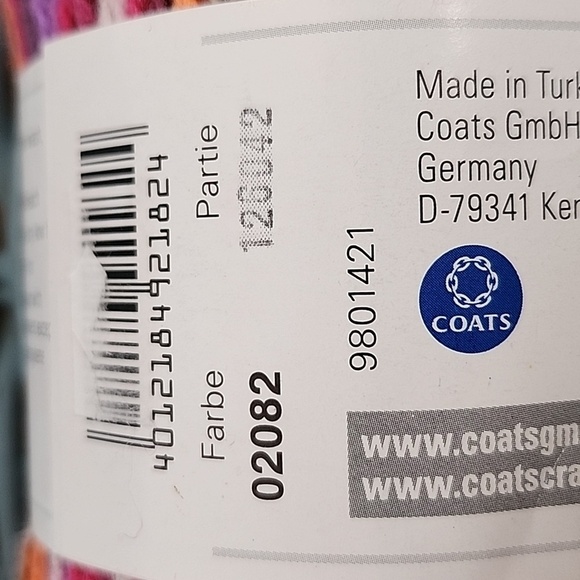 Made in Turk
Coats GmbH
Germany
D-79341 Ken
COATS
www.coatsgm
www.coatscra
9801421
Partie
126042
Farbe
02082
4012184921824